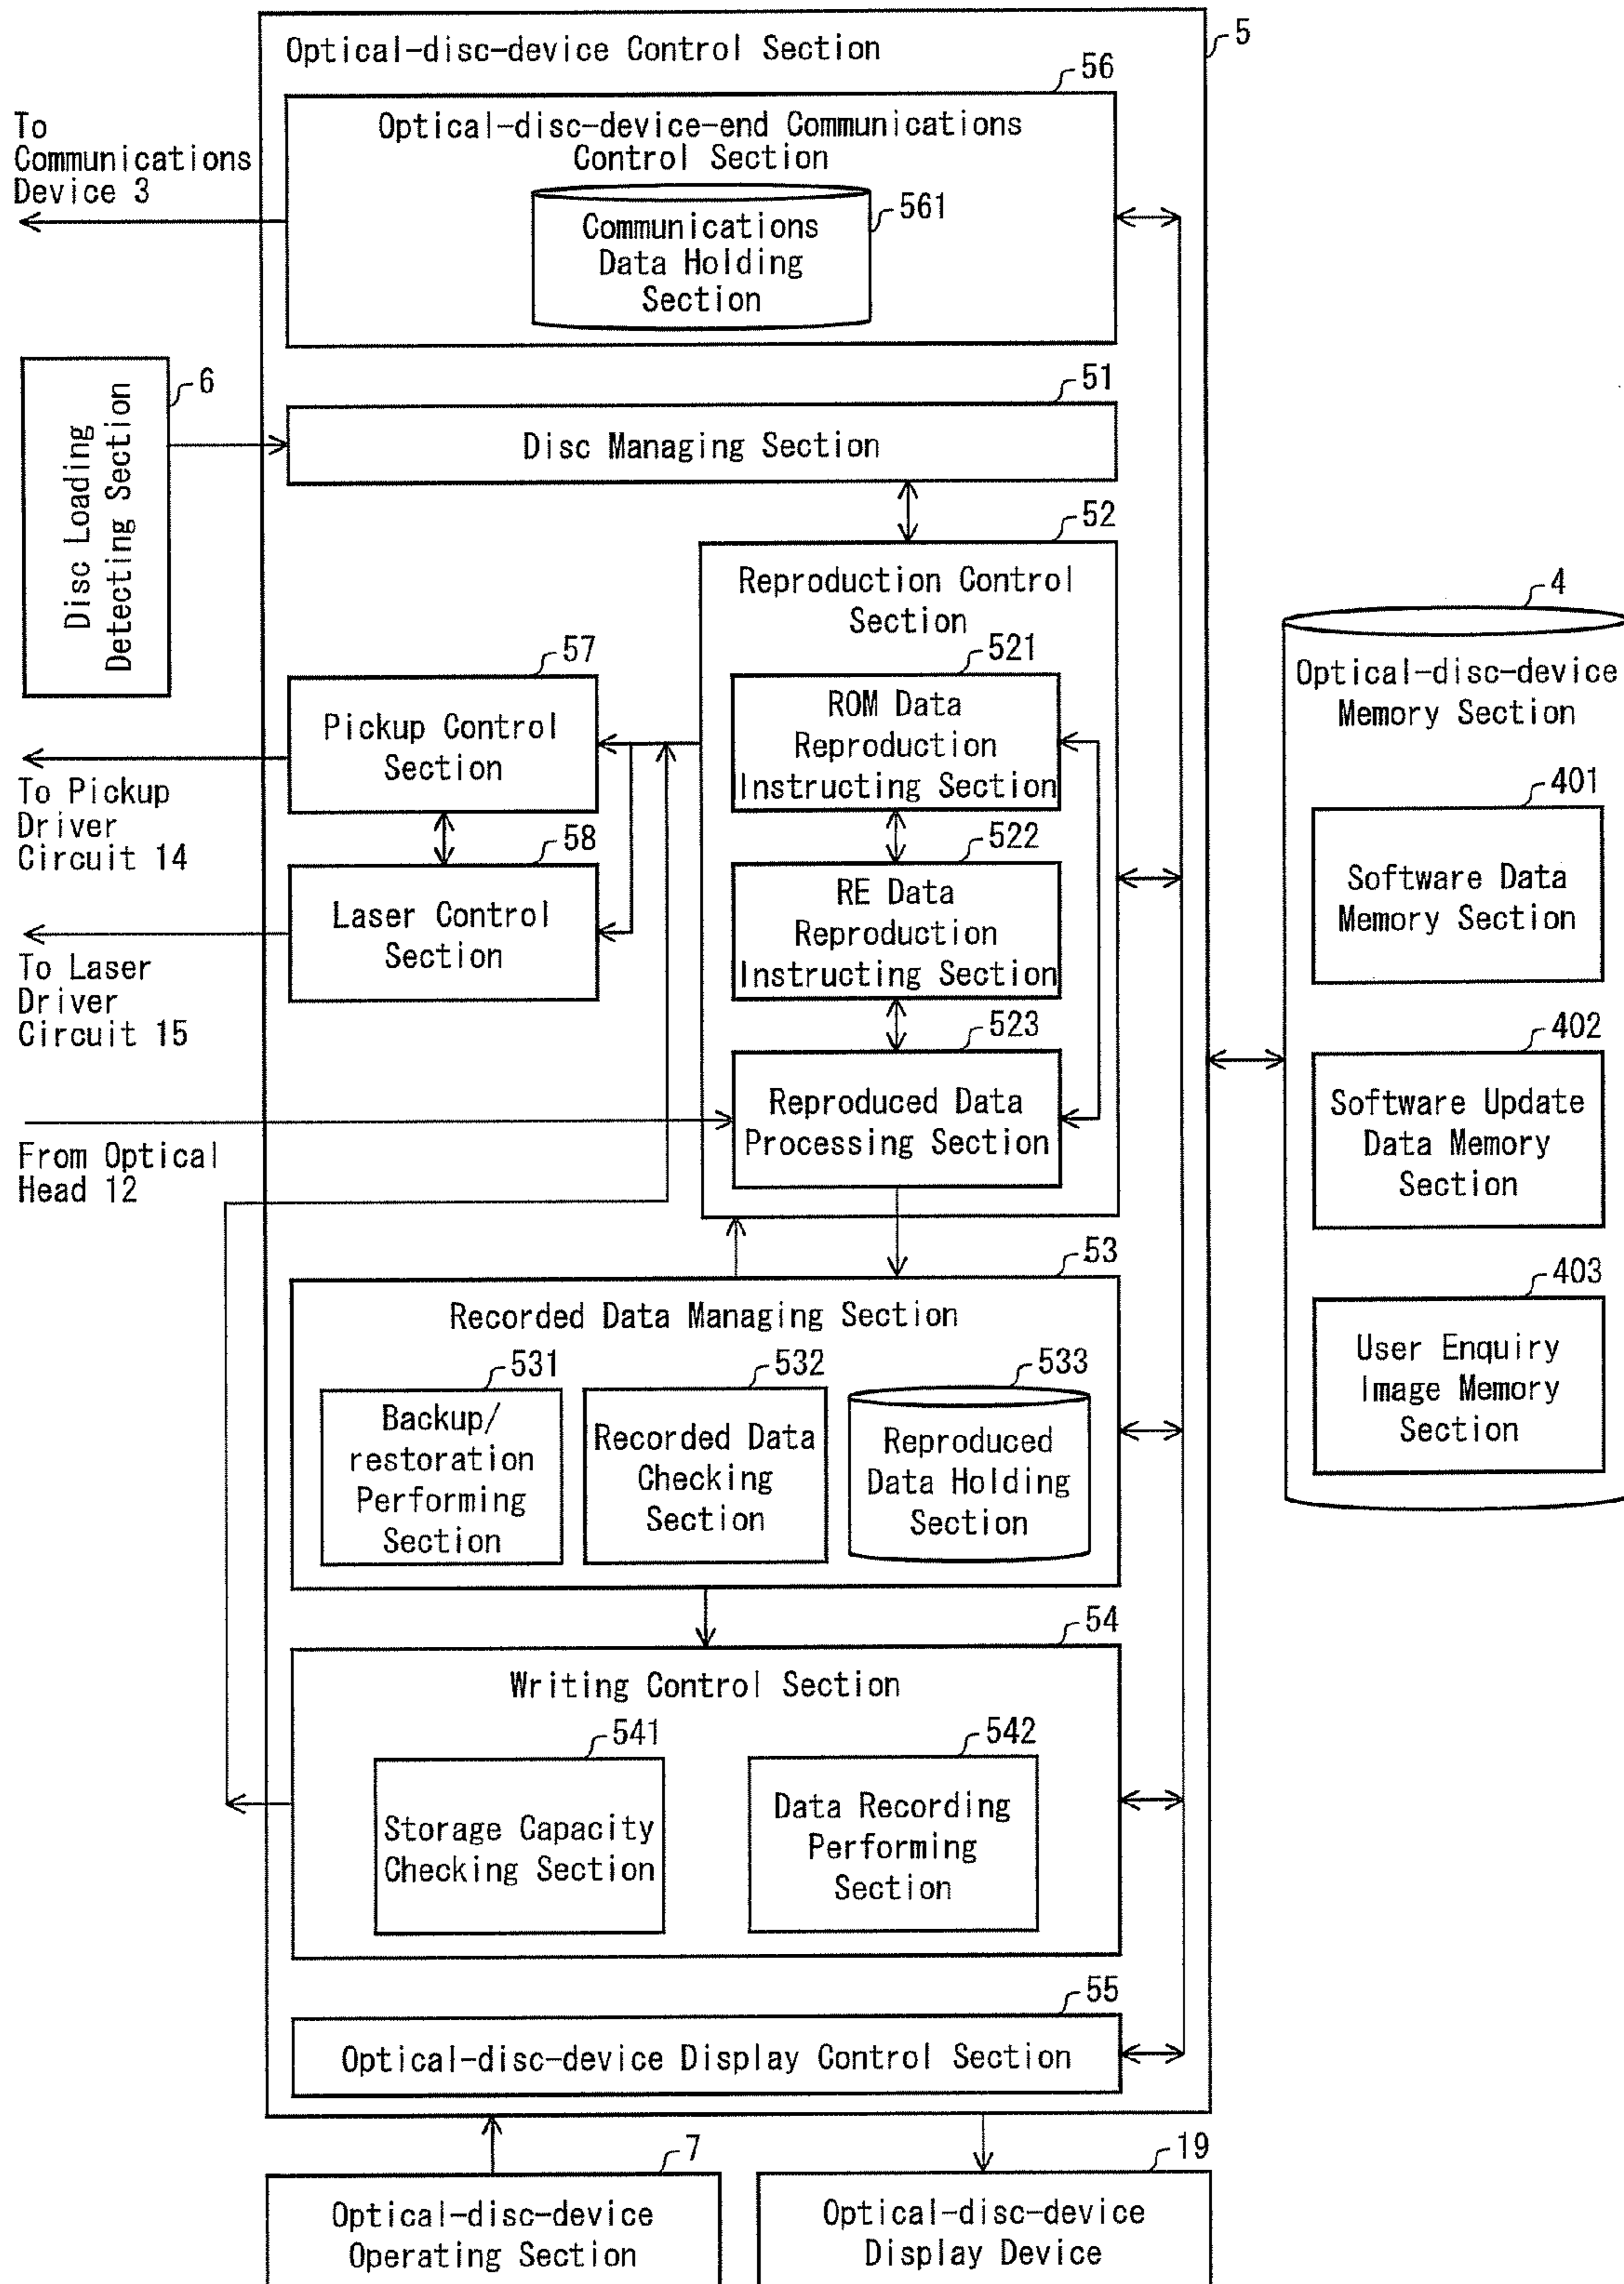 Optical-disc-device Control Section
5
56
Optical-disc-device-end Communications
Control Section
To
Communications
Device 3
561
Communications
Data Holding
Section
6
Disc Loading
Detecting Section
51
Disc Managing Section
52
Reproduction Control
Section
521
ROM Data
Reproduction
Instructing Section
522
RE Data
Reproduction
Instructing Section
523
Reproduced Data
Processing Section
57
Pickup Control
Section
To Pickup
Driver
Circuit 14
58
Laser Control
Section
To Laser
Driver
Circuit 15
From Optical
Head 12
4
Optical-disc-device
Memory Section
401
Software Data
Memory Section
402
Software Update
Data Memory
Section
403
User Enquiry
Image Memory
Section
53
Recorded Data Managing Section
531
Backup/
restoration
Performing
Section
532
Recorded Data
Checking
Section
533
Reproduced
Data Holding
Section
54
Writing Control Section
541
Storage Capacity
Checking Section
542
Data Recording
Performing
Section
55
Optical-disc-device Display Control Section
7
Optical-disc-device
Operating Section
19
Optical-disc-device
Display Device